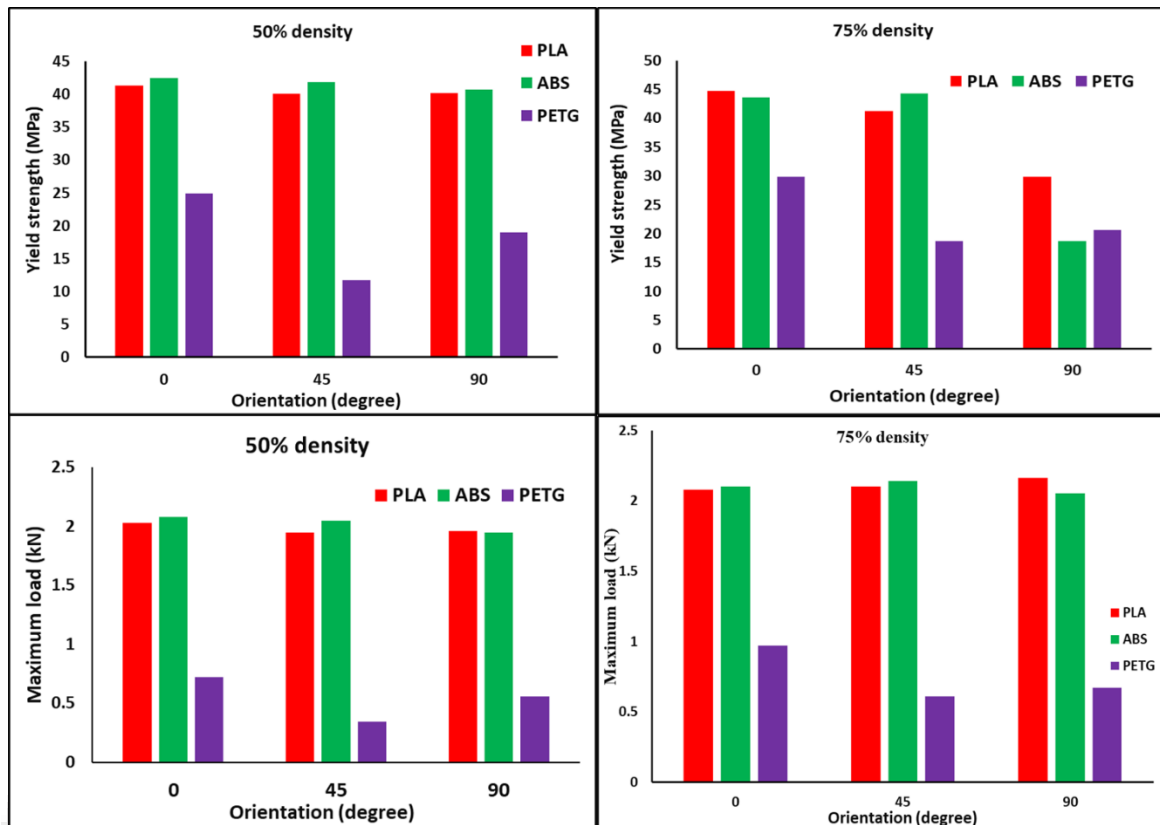 50% density
PLA
ABS
PETG
45
40
35
30
25
20
15
10
5
0
Yield strength (MPa)
0 45 90
Orientation (degree)
75% density
PLA ABS PETG
50
45
40
35
30
25
20
15
10
5
0
Yield strength (MPa)
0 45 90
Orientation (degree)
50% density
PLA ABS PETG
2.5
2
1.5
1
0.5
0
Maximum load (kN)
0 45 90
Orientation (degree)
75% density
2.5
2
1.5
1
0.5
0
Maximum load (kN)
PLA
ABS
PETG
0 45 90
Orientation (degree)